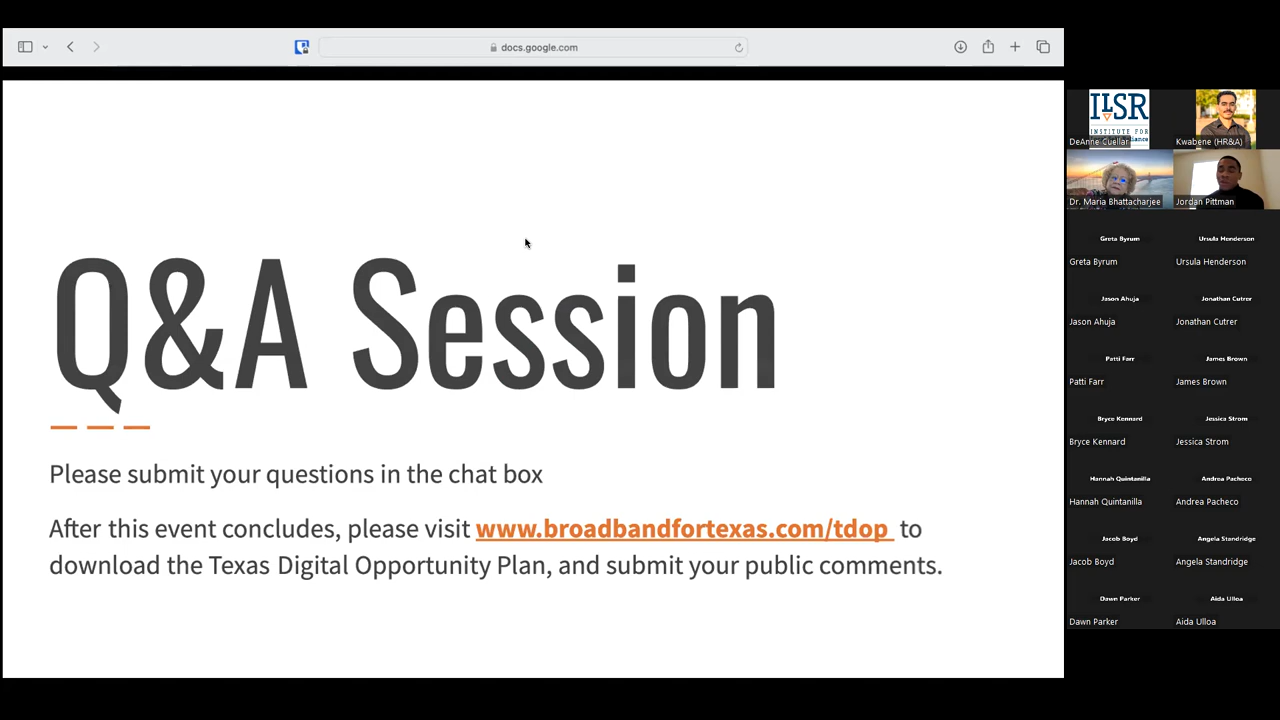 docs.google.com
Q&A Session
Please submit your questions in the chat box
After this event concludes, please visit www.broadbandfortexas.com/tdop to
download the Texas Digital Opportunity Plan, and submit your public comments.
ILSR
INSTITUTE FOR
DeAnne Cuellar
Kwabene (HR&A)
Dr. Maria Bhattacharjee
Jordan Pittman
Greta Byrum
Ursula Henderson
Greta Byrum
Ursula Henderson
Jason Ahuja
Jonathan Cutrer
Jason Ahuja
Jonathan Cutrer
Patti Farr
James Brown
Patti Farr
James Brown
Bryce Kennard
Jessica Strom
Bryce Kennard
Jessica Strom
Hannah Quintanilla
Andrea Pacheco
Hannah Quintanilla
Andrea Pacheco
Jacob Boyd
Angela Standridge
Jacob Boyd
Angela Standridge
Dawn Parker
Aida Ulloa
Dawn Parker
Aida Ulloa